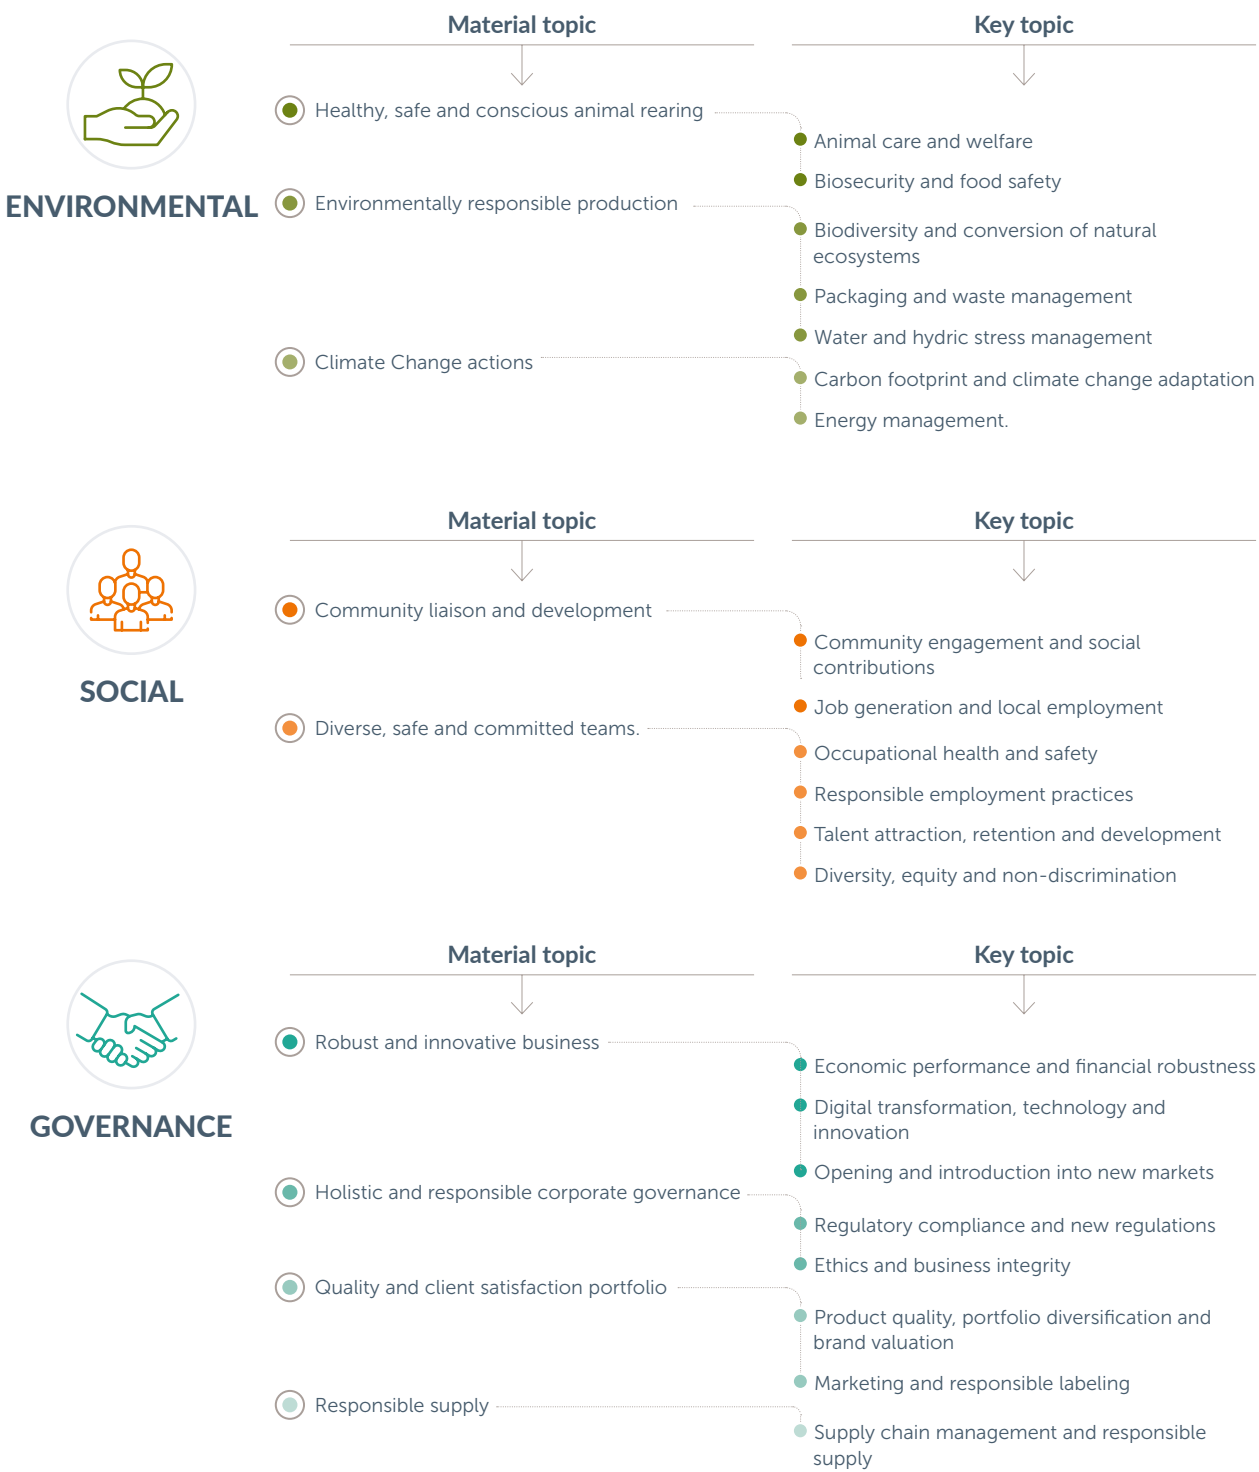 Material topic
Key topic
ENVIRONMENTAL
Healthy, safe and conscious animal rearing
Animal care and welfare
Biosecurity and food safety
Environmentally responsible production
Biodiversity and conversion of natural
ecosystems
Packaging and waste management
Water and hydric stress management
Climate Change actions
Carbon footprint and climate change adaptation
Energy management.
Material topic
Key topic
SOCIAL
Community liaison and development
Community engagement and social
contributions
Job generation and local employment
Diverse, safe and committed teams.
Occupational health and safety
Responsible employment practices
Talent attraction, retention and development
Diversity, equity and non-discrimination
Material topic
Key topic
GOVERNANCE
Robust and innovative business
Economic performance and financial robustness
Digital transformation, technology and
innovation
Opening and introduction into new markets
Holistic and responsible corporate governance
Regulatory compliance and new regulations
Ethics and business integrity
Quality and client satisfaction portfolio
Product quality, portfolio diversification and
brand valuation
Marketing and responsible labeling
Responsible supply
Supply chain management and responsible
supply